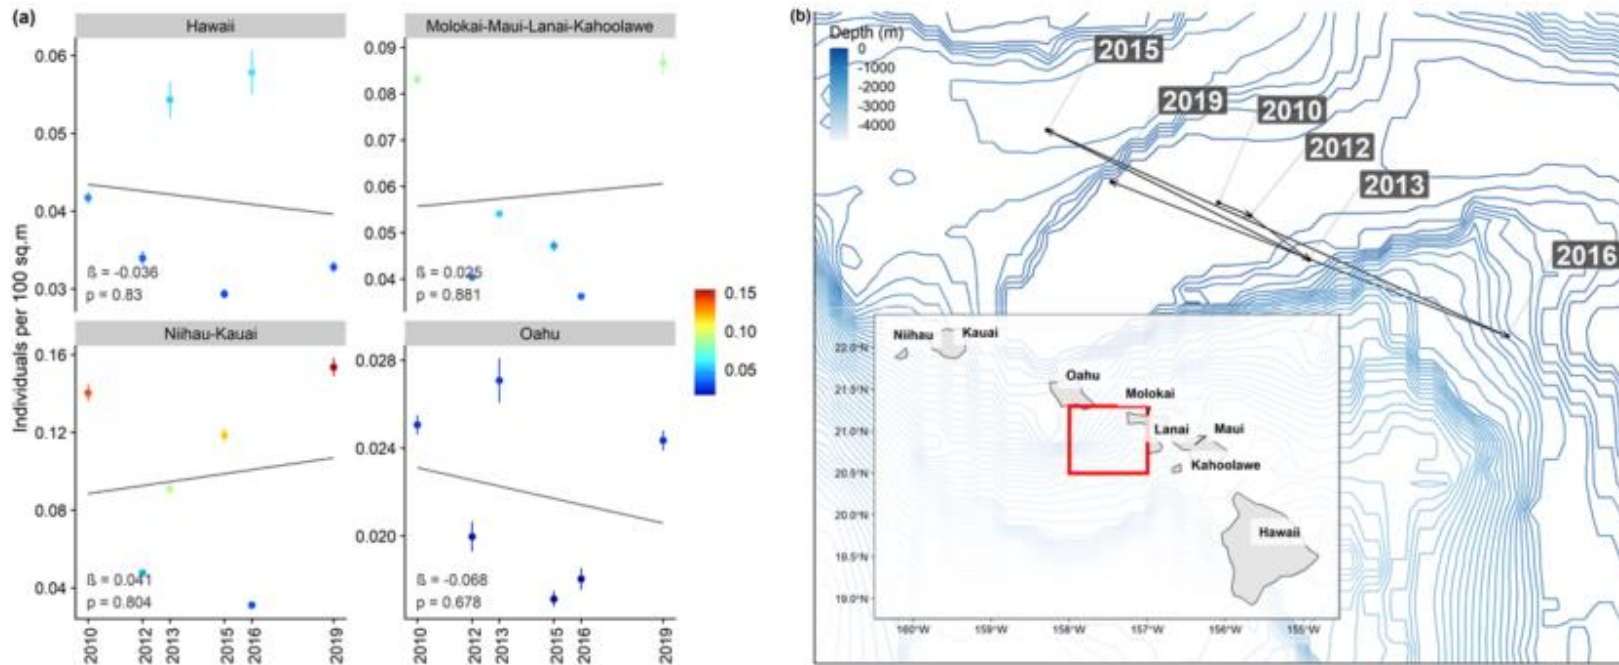 (a)
Hawaii
Molokai-Maui-Lanai-Kahoolawe
Individuals per 100 sq.m
0.06
0.05
0.04
0.03
ß = -0.036
p = 0.83
0.09
0.08
0.07
0.06
0.05
0.04
ß = 0.025
p = 0.881
Niihau-Kauai
Oahu
0.16
0.12
0.08
0.04
ß = 0.041
p = 0.804
0.028
0.024
0.020
ß = -0.068
p = 0.678
2010
2012
2013
2015
2016
2019
2010
2012
2013
2015
2016
2019
0.15
0.10
0.05
(b)
Depth (m)
0
-1000
-2000
-3000
-4000
2015
2019
2010
2012
2013
2016
Niihau
Kauai
Oahu
Molokai
Lanai
Maui
Kahoolawe
Hawaii
22.0°N
21.5°N
21.0°N
20.5°N
20.0°N
19.5°N
19.0°N
160°W
159°W
158°W
157°W
156°W
155°W